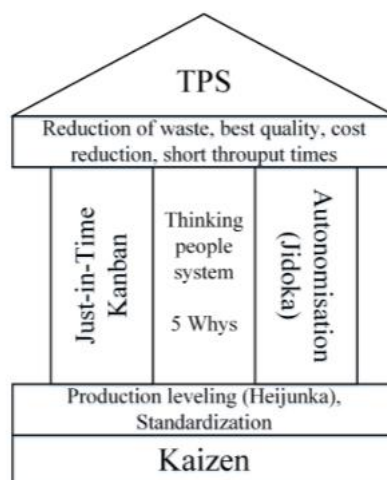 TPS
Reduction of waste, best quality, cost
reduction, short throuput times
Just-in-Time
Kanban
Thinking
people
system
5 Whys
Autonomisation
(Jidoka)
Production leveling (Heijunka),
Standardization
Kaizen